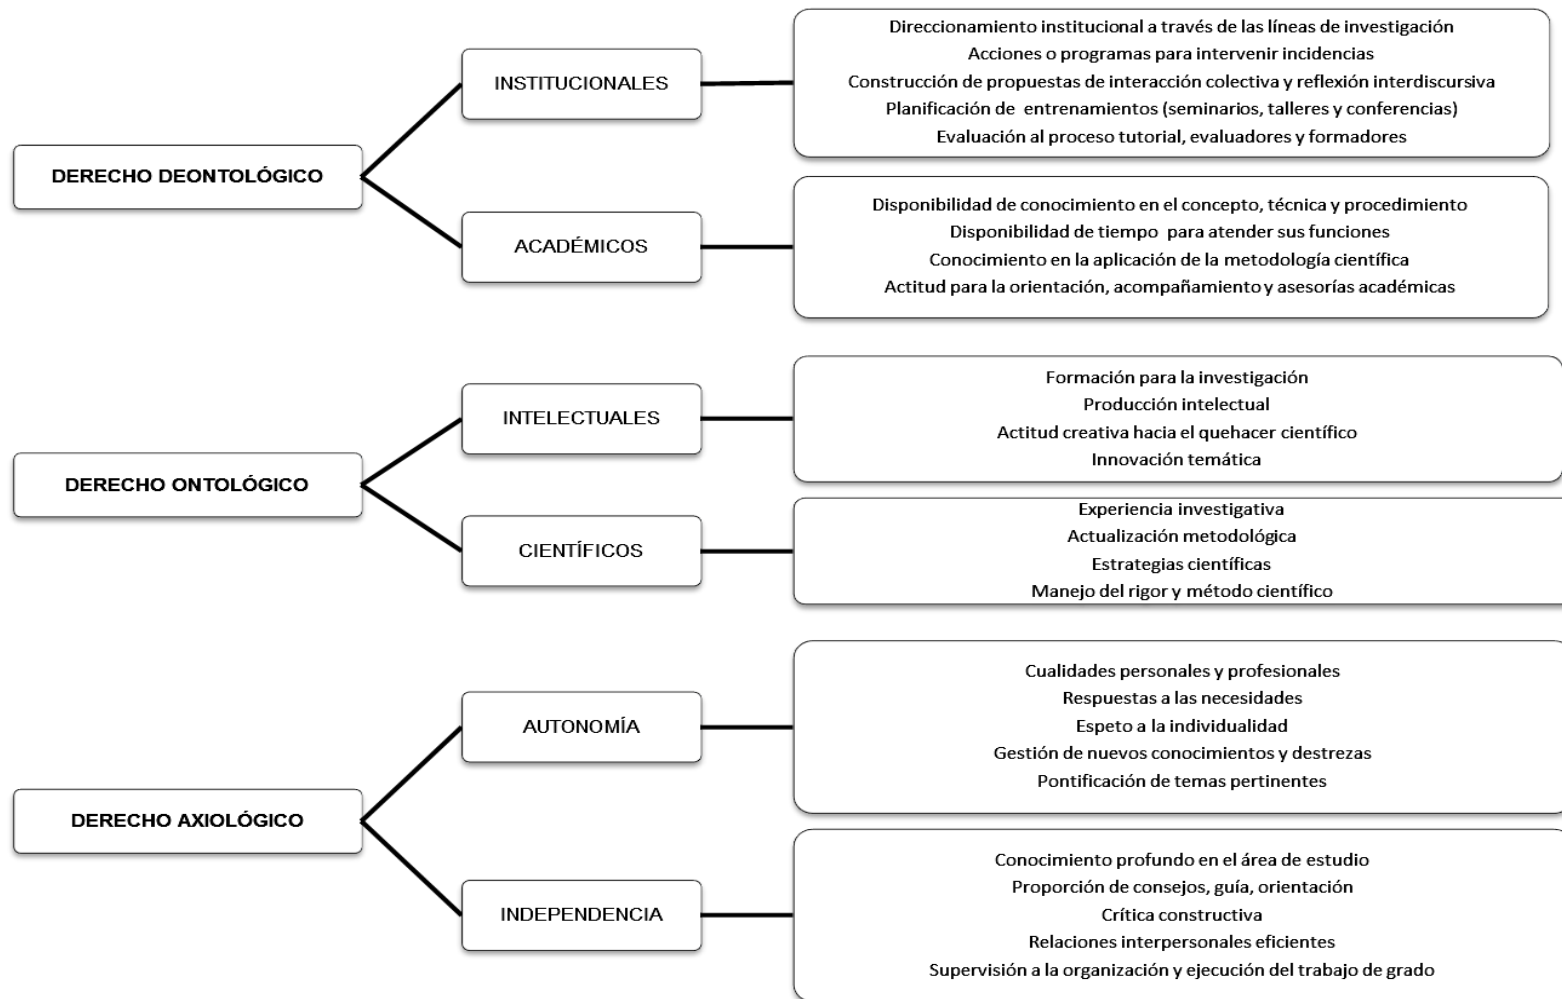 DERECHO DEONTOLÓGICO
INSTITUCIONALES
Direccionamiento institucional a través de las líneas de investigación
Acciones o programas para intervenir incidencias
Construcción de propuestas de interacción colectiva y reflexión interdiscursiva
Planificación de entrenamientos (seminarios, talleres y conferencias)
Evaluación al proceso tutorial, evaluadores y formadores
ACADÉMICOS
Disponibilidad de conocimiento en el concepto, técnica y procedimiento
Disponibilidad de tiempo para atender sus funciones
Conocimiento en la aplicación de la metodología científica
Actitud para la orientación, acompañamiento y asesorías académicas
DERECHO ONTOLÓGICO
INTELECTUALES
Formación para la investigación
Producción intelectual
Actitud creativa hacia el quehacer científico
Innovación temática
CIENTÍFICOS
Experiencia investigativa
Actualización metodológica
Estrategias científicas
Manejo del rigor y método científico
DERECHO AXIOLÓGICO
AUTONOMÍA
Cualidades personales y profesionales
Respuestas a las necesidades
Espeto a la individualidad
Gestión de nuevos conocimientos y destrezas
Pontificación de temas pertinentes
INDEPENDENCIA
Conocimiento profundo en el área de estudio
Proporción de consejos, guía, orientación
Crítica constructiva
Relaciones interpersonales eficientes
Supervisión a la organización y ejecución del trabajo de grado